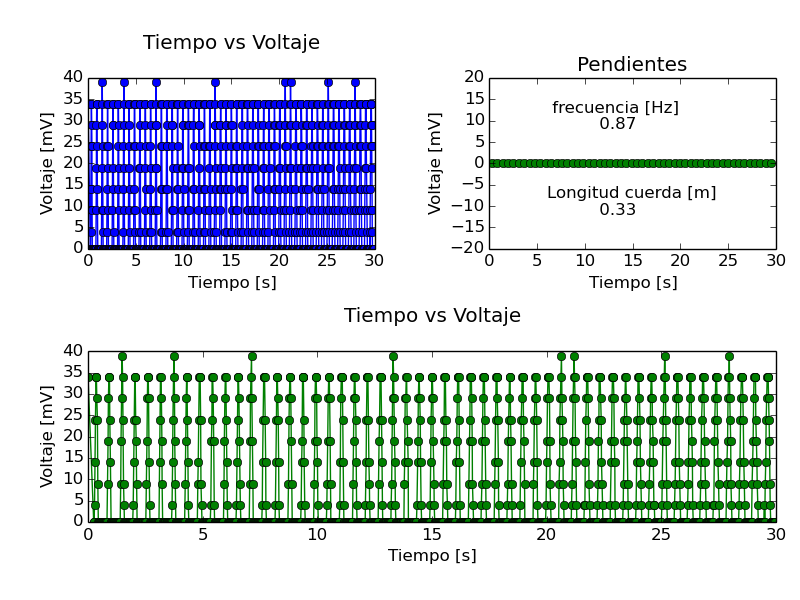 Tiempo vs Voltaje
40
35
30
25
20
15
10
5
0
Voltaje [mV]
0 5 10 15 20 25 30
Tiempo [s]
Pendientes
20
15
10
5
0
−5
−10
−15
−20
Voltaje [mV]
frecuencia [Hz]
0.87
Longitud cuerda [m]
0.33
0 5 10 15 20 25 30
Tiempo [s]
Tiempo vs Voltaje
40
35
30
25
20
15
10
5
0
Voltaje [mV]
0 5 10 15 20 25 30
Tiempo [s]